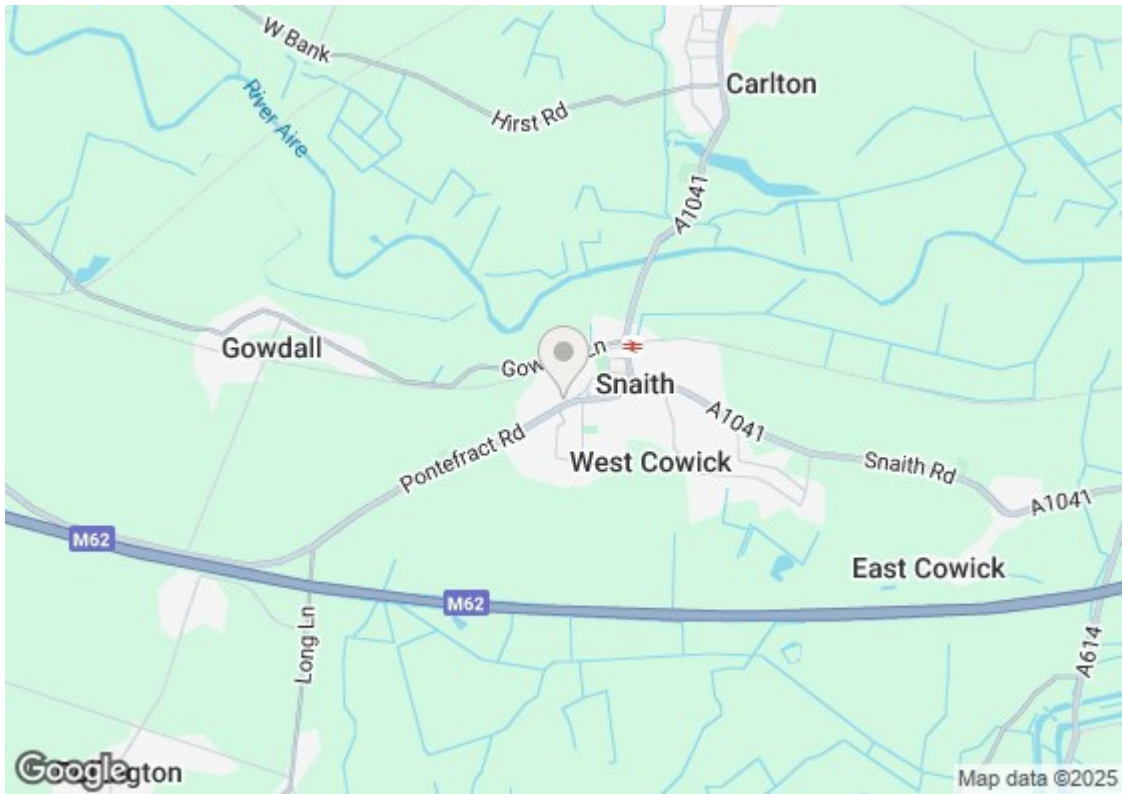 W Bank
Carlton
River Aire
Hirst Rd
A1041
Gowdall
Snaith
A1041
Pontefract Rd
West Cowick
Snaith Rd
A1041
M62
East Cowick
M62
Long Ln
A614
Google
Map data ©2025